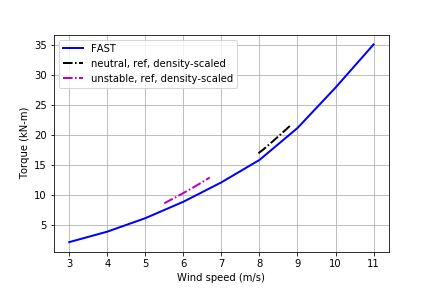 FAST
neutral, ref, density-scaled
unstable, ref, density-scaled
Torque (kN-m)
35
30
25
20
15
10
5
3 4 5 6 7 8 9 10 11
Wind speed (m/s)